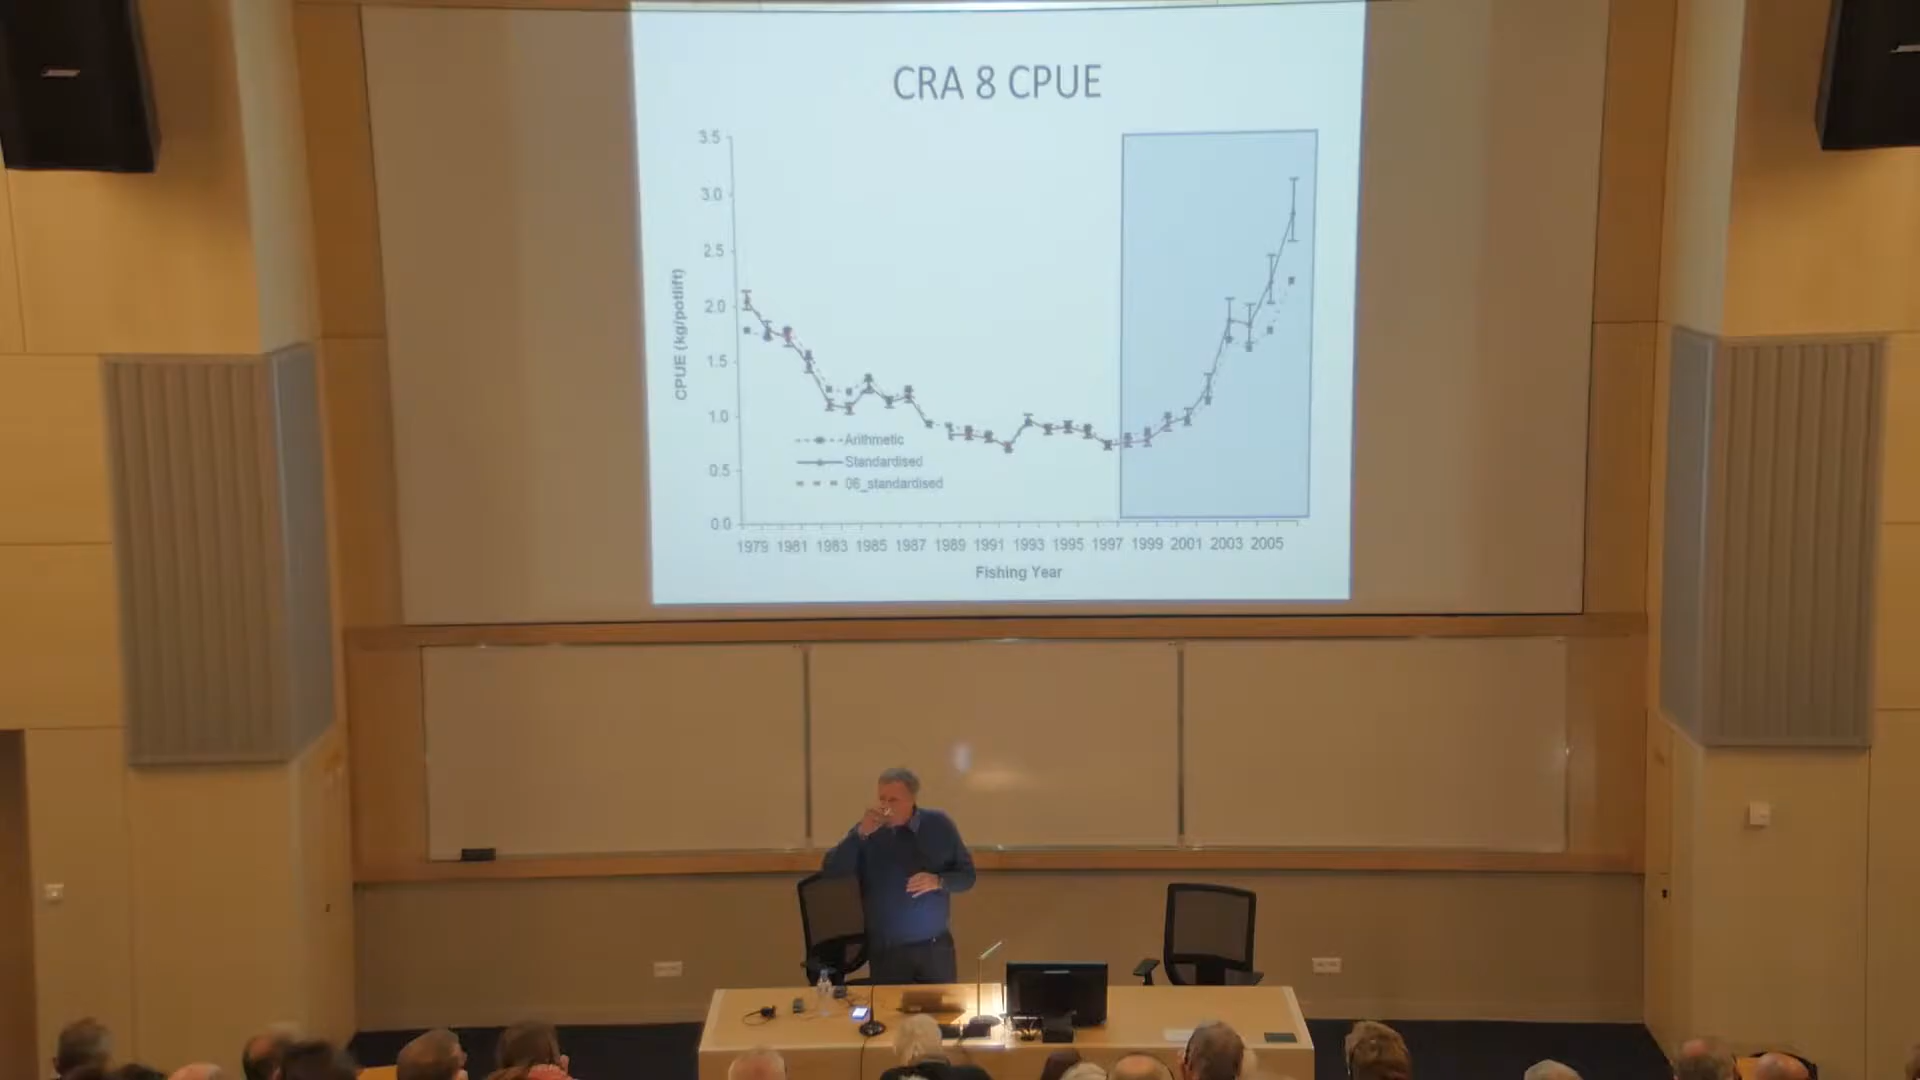 CRA 8 CPUE
3.5
3.0
2.5
2.0
1.5
1.0
0.5
0.0
CPUE (kg/potlift)
Arithmetic
Standardised
06_standardised
1979 1981 1983 1985 1987 1989 1991 1993 1995 1997 1999 2001 2003 2005
Fishing Year